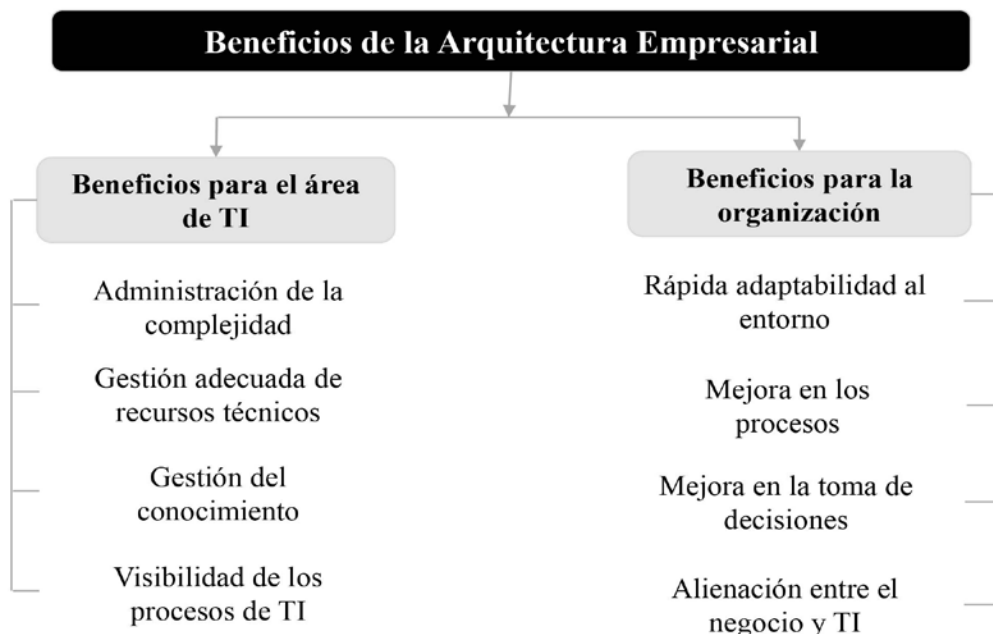 Beneficios de la Arquitectura Empresarial
Beneficios para el área
de TI
Administración de la
complejidad
Gestión adecuada de
recursos técnicos
Gestión del
conocimiento
Visibilidad de los
procesos de TI
Beneficios para la
organización
Rápida adaptabilidad al
entorno
Mejora en los
procesos
Mejora en la toma de
decisiones
Alienación entre el
negocio y TI